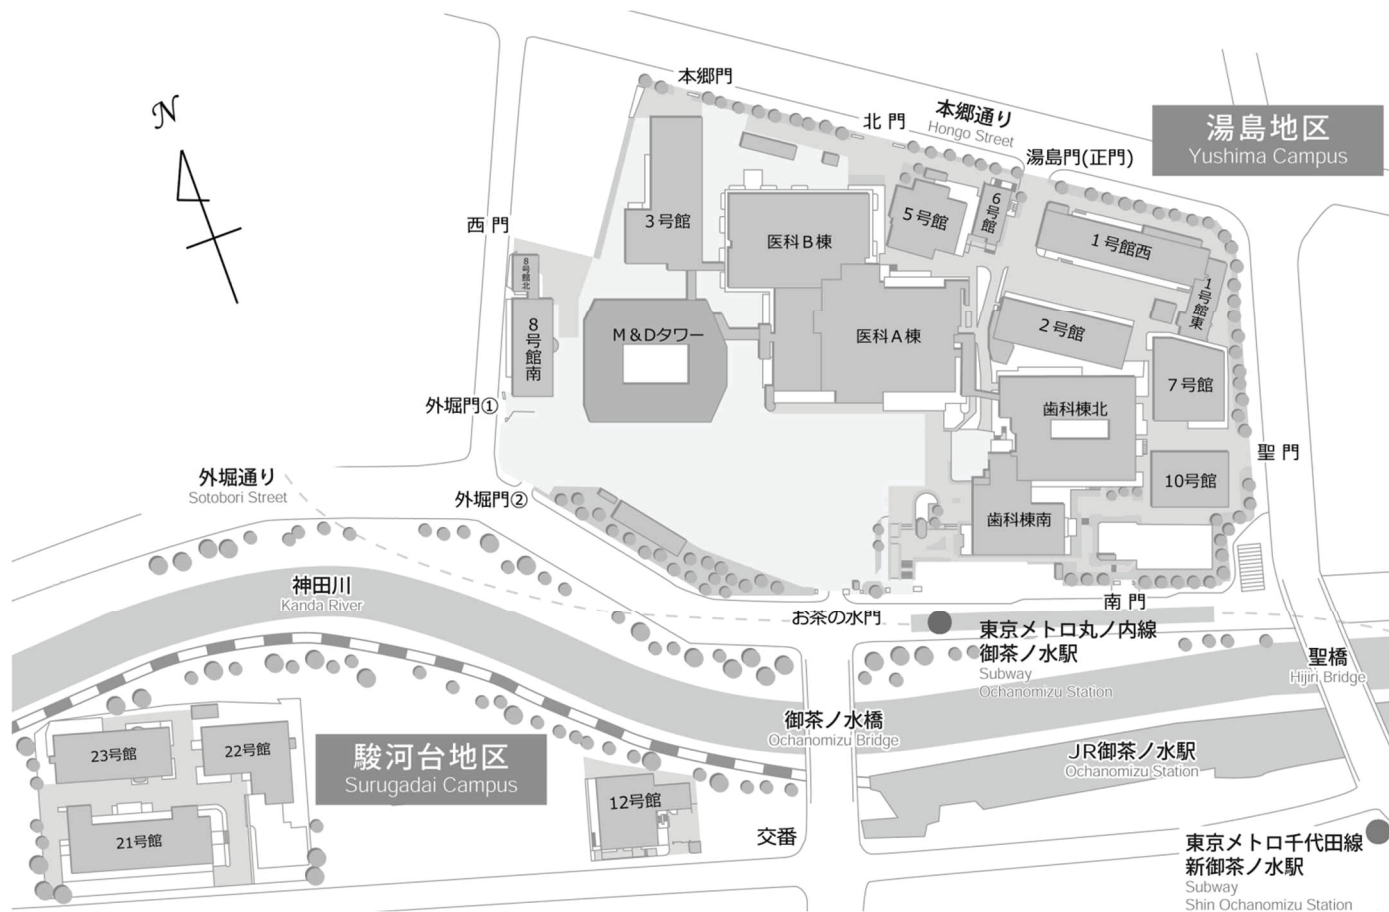 N
本郷門
北門
本郷通り
Hongo Street
湯島門(正門)
湯島地区
Yushima Campus
西門
3号館
医科B棟
5号館
6号館
1号館西
1号館東
8号館北
8号館南
M&Dタワー
医科A棟
2号館
7号館
歯科棟北
外堀門①
聖門
外堀通り
Sotobori Street
外堀門②
10号館
歯科棟南
神田川
Kanda River
お茶の水門
南門
東京メトロ丸ノ内線
御茶ノ水駅
Subway
Ochanomizu Station
聖橋
Hijiri Bridge
御茶ノ水橋
Ochanomizu Bridge
JR御茶ノ水駅
Ochanomizu Station
23号館
22号館
駿河台地区
Surugadai Campus
12号館
21号館
交番
東京メトロ千代田線
新御茶ノ水駅
Subway
Shin Ochanomizu Station